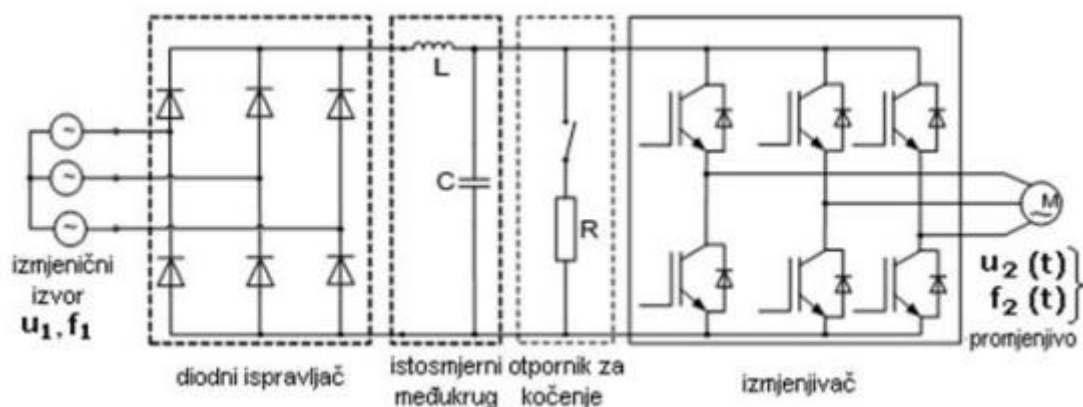 L
C
R
M
izmjenični
izvor
u1, f1
diodni ispravljač
istosmjerni
međukrug
otpornik za
kočenje
izmjenjivač
u2 (t)
f2 (t)
promjenjivo